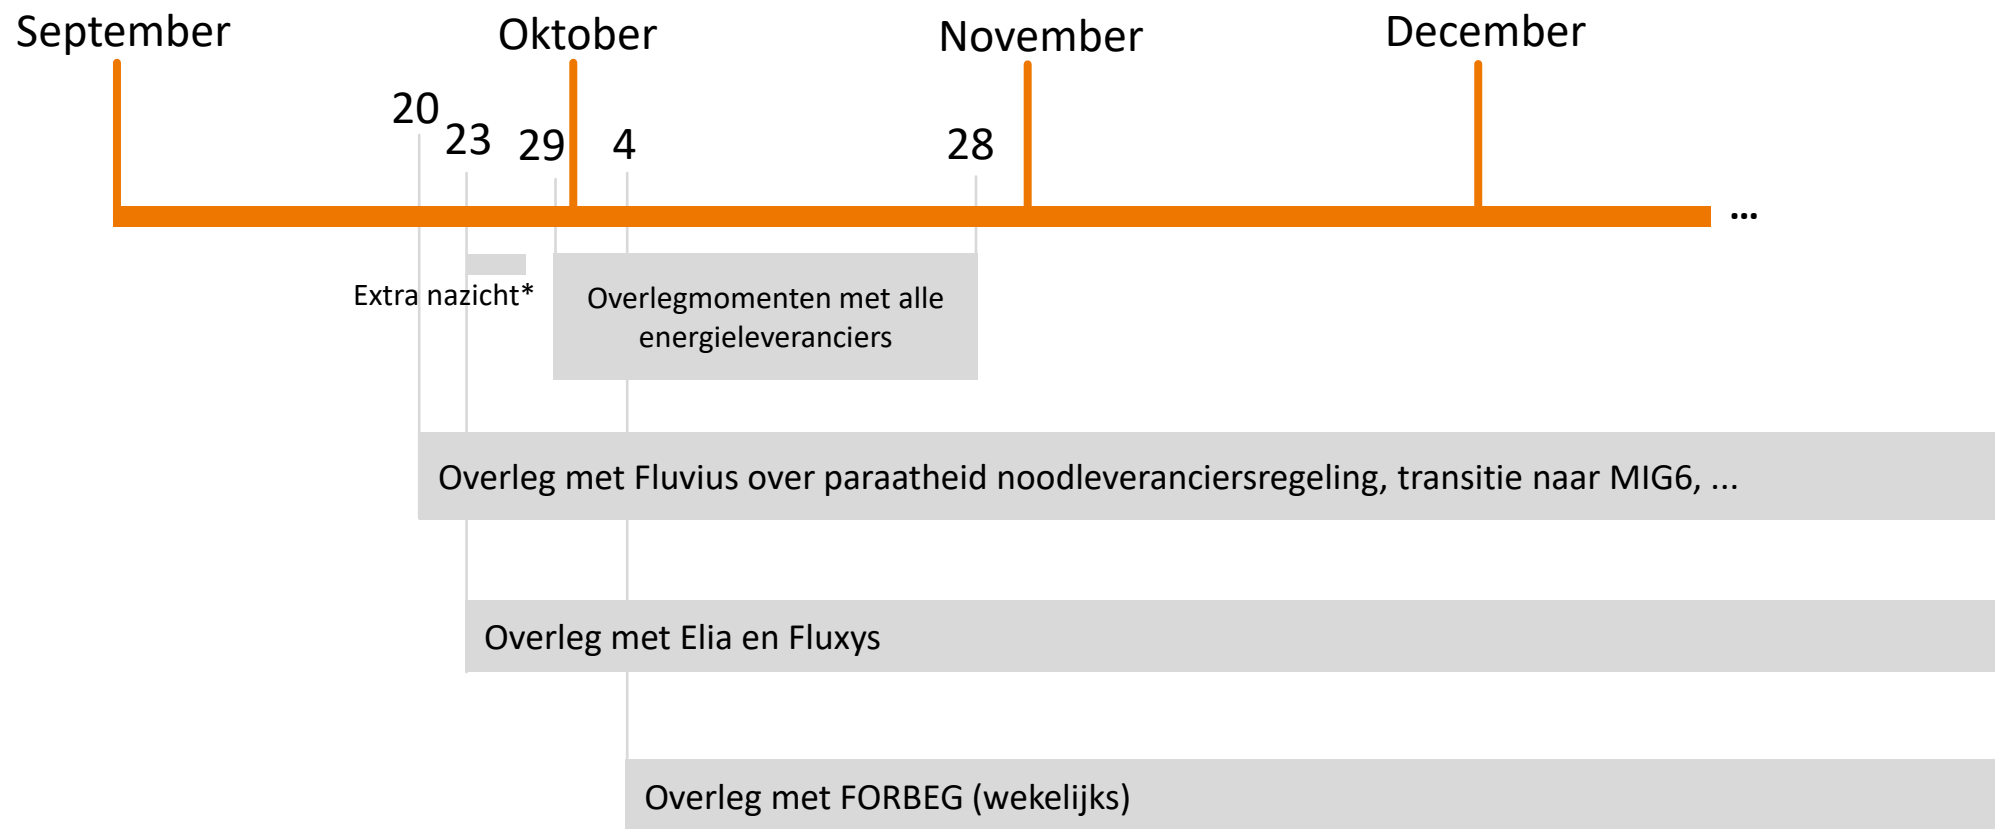 September
Oktober
November
December
20
23
29
4
28
...
Extra nazicht*
Overlegmomenten met alle
energieleveranciers
Overleg met Fluvius over paraatheid noodleveranciersregeling, transitie naar MIG6, ...
Overleg met Elia en Fluxys
Overleg met FORBEG (wekelijks)